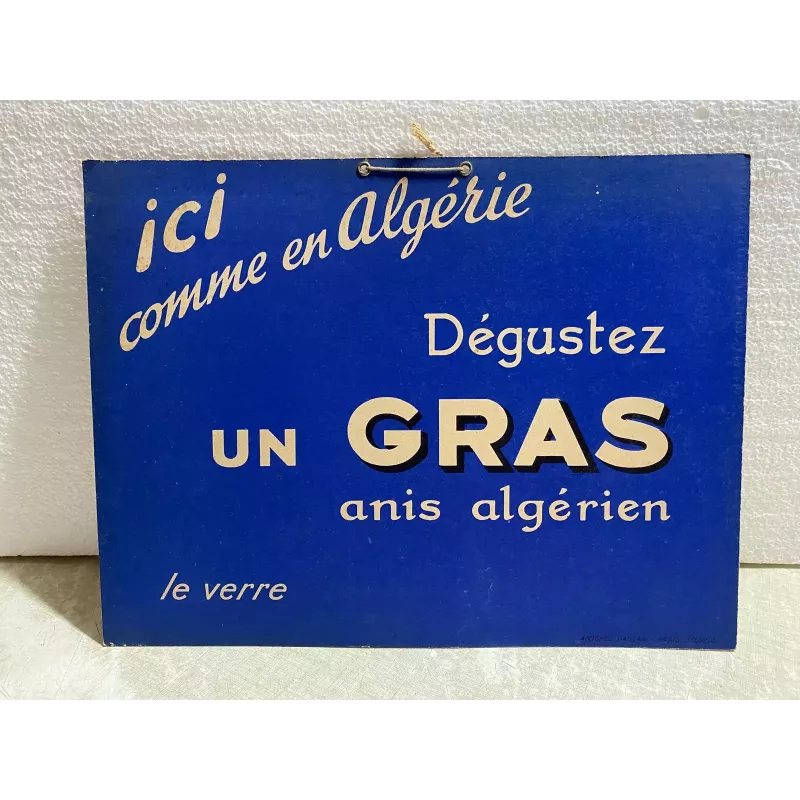 ici
comme en Algérie
Dégustez
UN GRAS
anis algérien
le verre